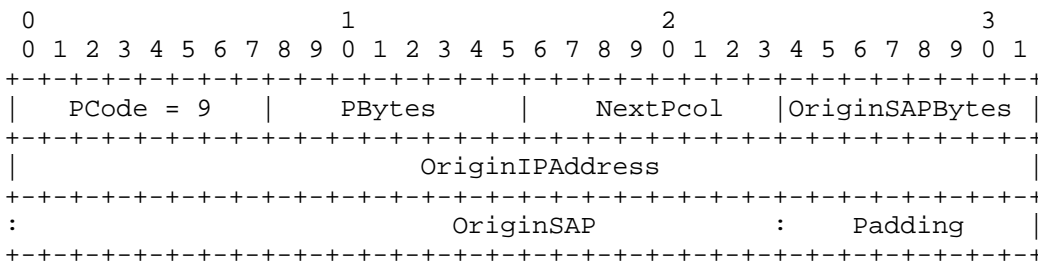 0                   1                   2                   3
0 1 2 3 4 5 6 7 8 9 0 1 2 3 4 5 6 7 8 9 0 1 2 3 4 5 6 7 8 9 0 1
+-+-+-+-+-+-+-+-+-+-+-+-+-+-+-+-+-+-+-+-+-+-+-+-+-+-+-+-+-+-+-+-+
|   PCode = 9   |    PBytes     |    NextPcol   |OriginSAPBytes |
+-+-+-+-+-+-+-+-+-+-+-+-+-+-+-+-+-+-+-+-+-+-+-+-+-+-+-+-+-+-+-+-+
|                        OriginIPAddress                        |
+-+-+-+-+-+-+-+-+-+-+-+-+-+-+-+-+-+-+-+-+-+-+-+-+-+-+-+-+-+-+-+-+
:                          OriginSAP            :    Padding    |
+-+-+-+-+-+-+-+-+-+-+-+-+-+-+-+-+-+-+-+-+-+-+-+-+-+-+-+-+-+-+-+-+